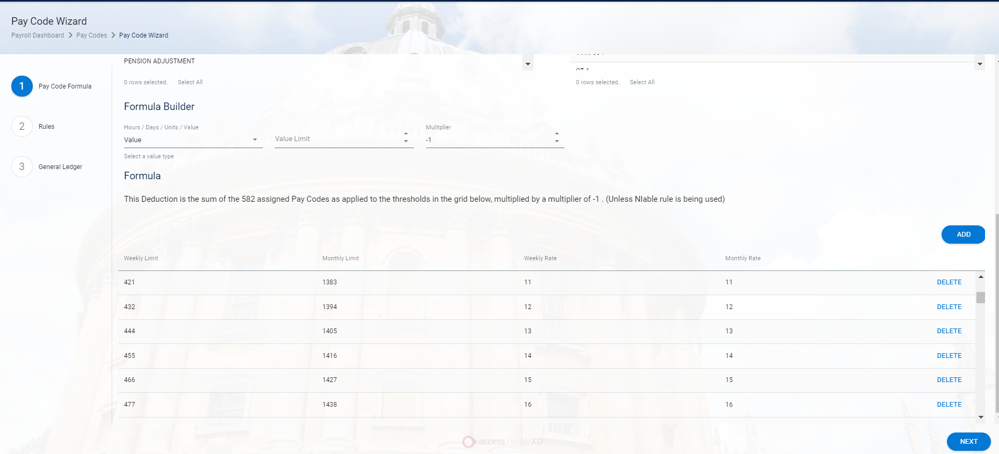 Pay Code Wizard
Payroll Dashboard > Pay Codes > Pay Code Wizard
1 Pay Code Formula
2 Rules
3 General Ledger
PENSION ADJUSTMENT
0 rows selected. Select All
OT 1
0 rows selected. Select All
Formula Builder
Hours / Days / Units / Value
Value
Select a value type
Value Limit
Mulitplier
-1
Formula
This Deduction is the sum of the 582 assigned Pay Codes as applied to the thresholds in the grid below, multiplied by a multiplier of -1 . (Unless NIable rule is being used)
ADD
Weekly Limit Monthly Limit Weekly Rate Monthly Rate
421 1383 11 11 DELETE
432 1394 12 12 DELETE
444 1405 13 13 DELETE
455 1416 14 14 DELETE
466 1427 15 15 DELETE
477 1438 16 16 DELETE
access PeopleXD
NEXT